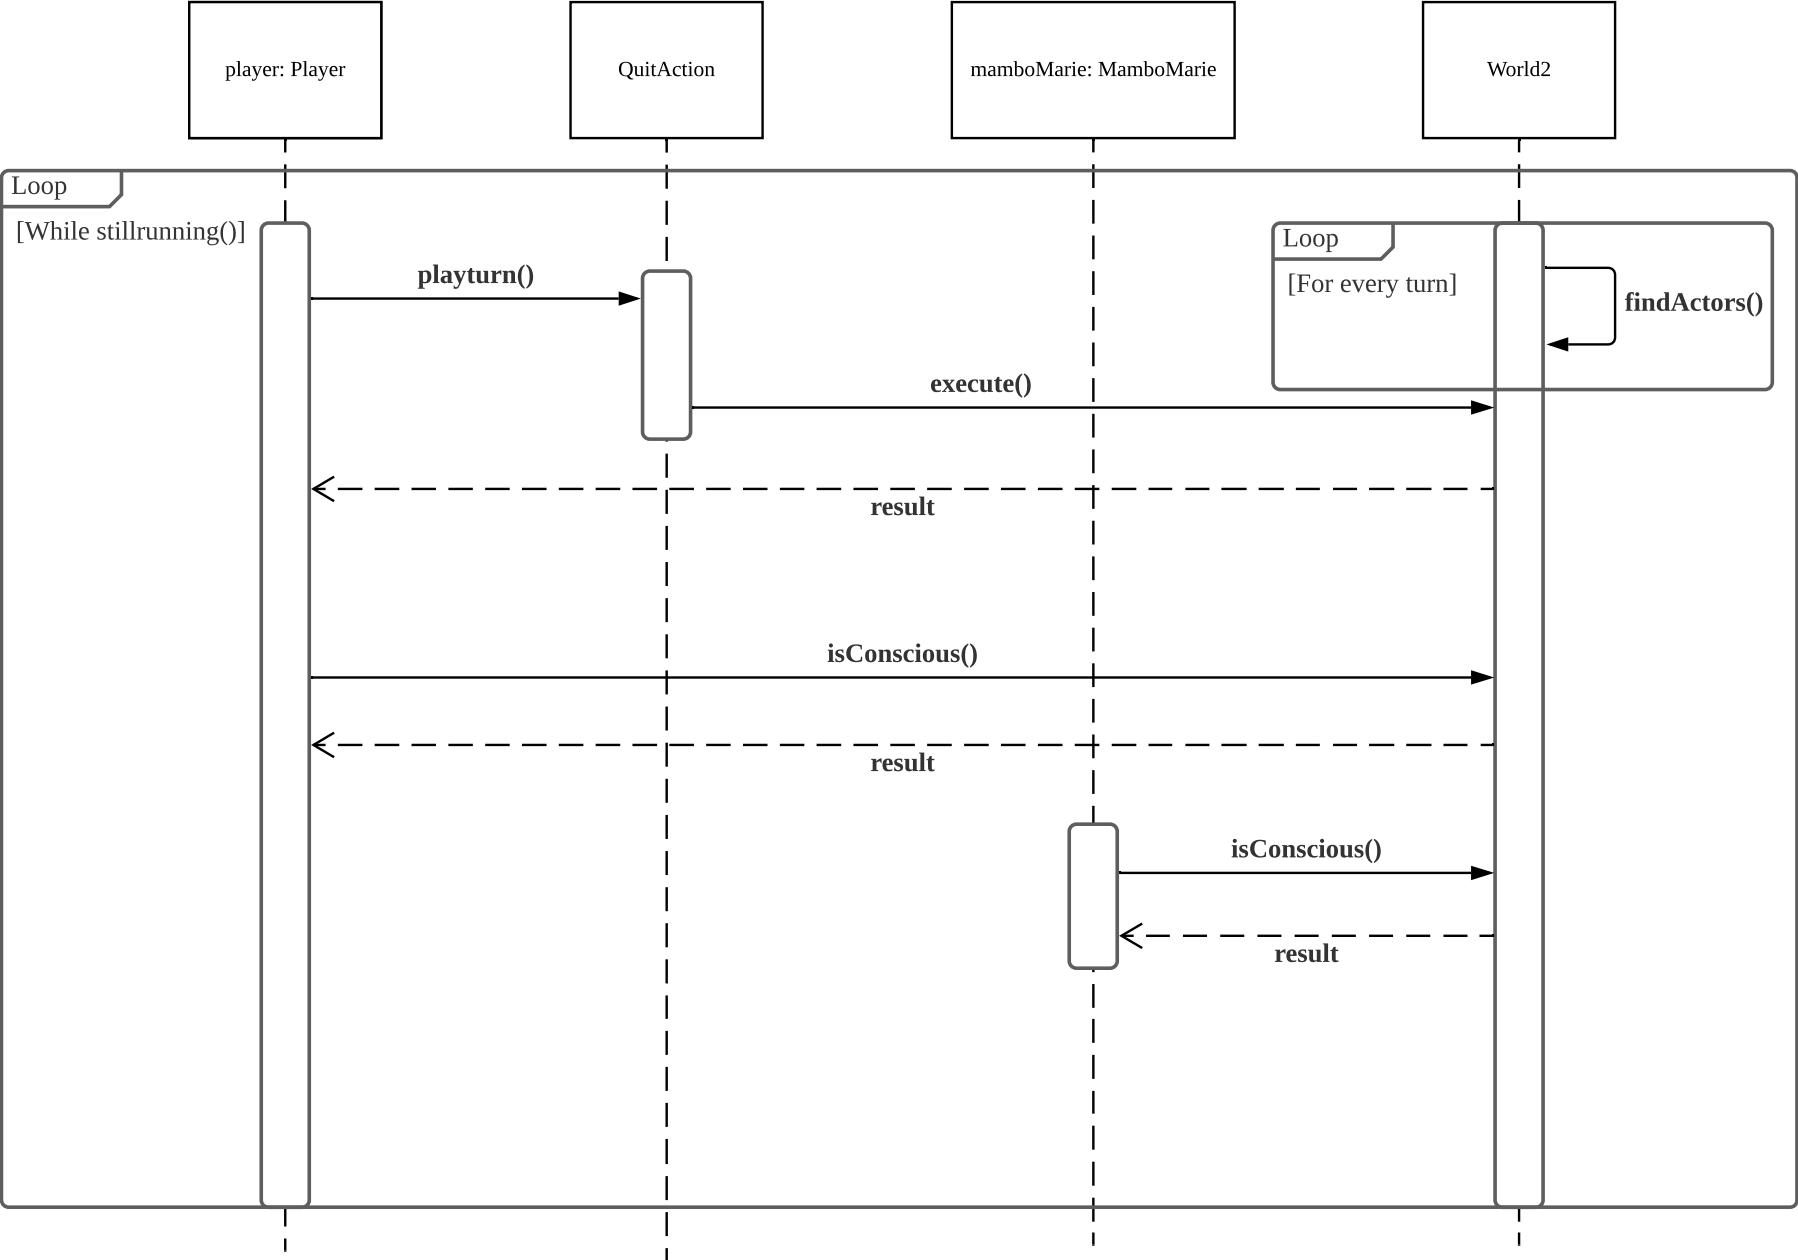 player: Player
QuitAction
mamboMarie: MamboMarie
World2
Loop
[While stillrunning()]
Loop
[For every turn]
findActors()
playturn()
execute()
result
isConscious()
result
isConscious()
result